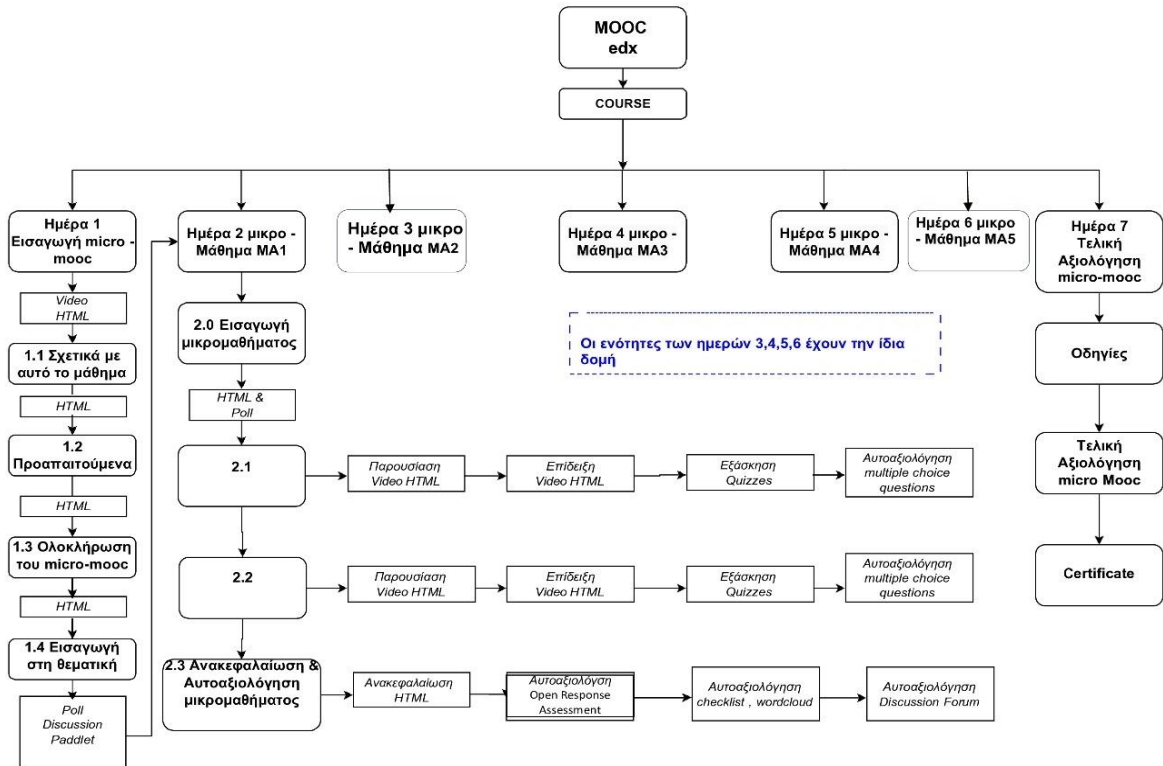 MOOC
edx
COURSE
Ημέρα 1
Εισαγωγή micro -
mooc
Video
HTML
1.1 Σχετικά με
αυτό το μάθημα
HTML
1.2
Προαπαιτούμενα
HTML
1.3 Ολοκλήρωση
του micro-mooc
HTML
1.4 Εισαγωγή
στη θεματική
Poll
Discussion
Paddlet
Ημέρα 2 μικρο -
Μάθημα ΜΑ1
2.0 Εισαγωγή
μικρομαθήματος
HTML &
Poll
2.1
Παρουσίαση
Video HTML
Επίδειξη
Video HTML
Εξάσκηση
Quizzes
Αυτοαξιολόγηση
multiple choice
questions
2.2
Παρουσίαση
Video HTML
Επίδειξη
Video HTML
Εξάσκηση
Quizzes
Αυτοαξιολόγηση
multiple choice
questions
2.3 Ανακεφαλαίωση &
Αυτοαξιολόγηση
μικρομαθήματος
Ανακεφαλαίωση
HTML
Αυτοαξιολόγση
Open Response
Assessment
Αυτοαξιολόγηση
checklist , wordcloud
Αυτοαξιολόγηση
Discussion Forum
Ημέρα 3 μικρο
- Μάθημα ΜΑ2
Ημέρα 4 μικρο -
Μάθημα ΜΑ3
Ημέρα 5 μικρο -
Μάθημα ΜΑ4
Ημέρα 6 μικρο
- Μάθημα ΜΑ5
Οι ενότητες των ημερών 3,4,5,6 έχουν την ίδια
δομή
Ημέρα 7
Τελική
Αξιολόγηση
micro-mooc
Οδηγίες
Τελική
Αξιολόγηση
micro Mooc
Certificate